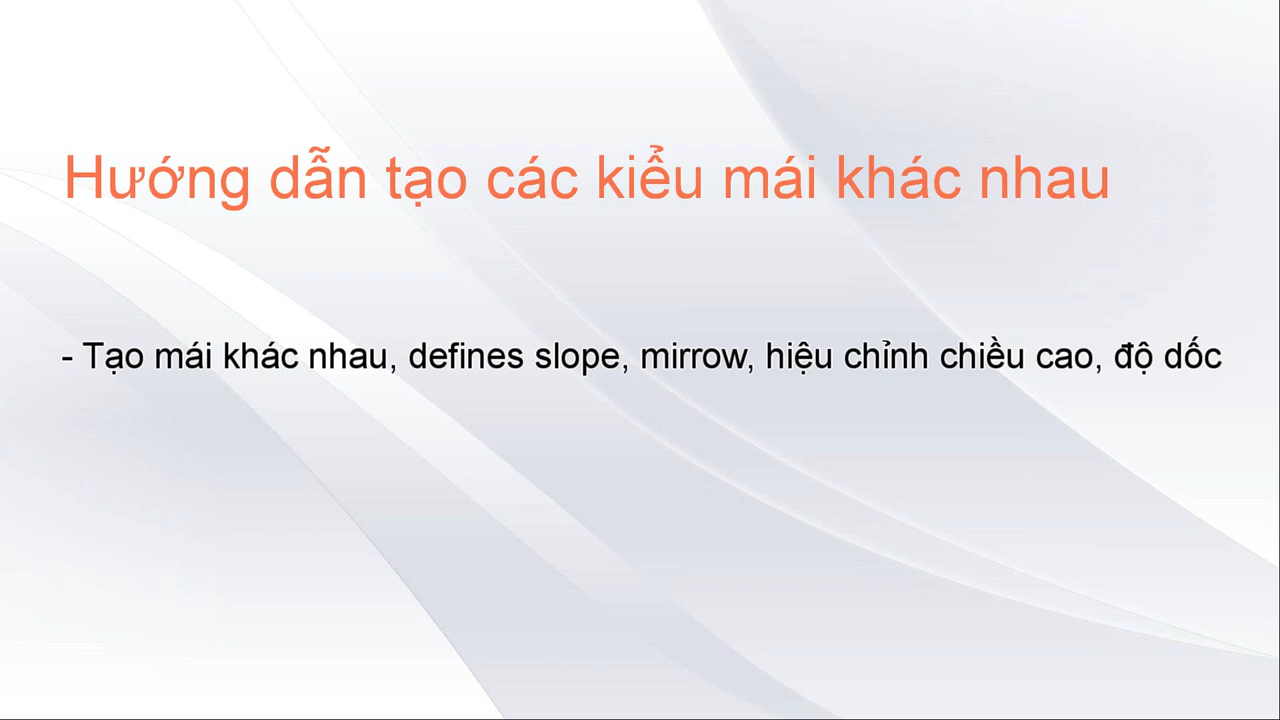 Hướng dẫn tạo các kiểu mái khác nhau
- Tạo mái khác nhau, defines slope, mirrow, hiệu chỉnh chiều cao, độ dốc